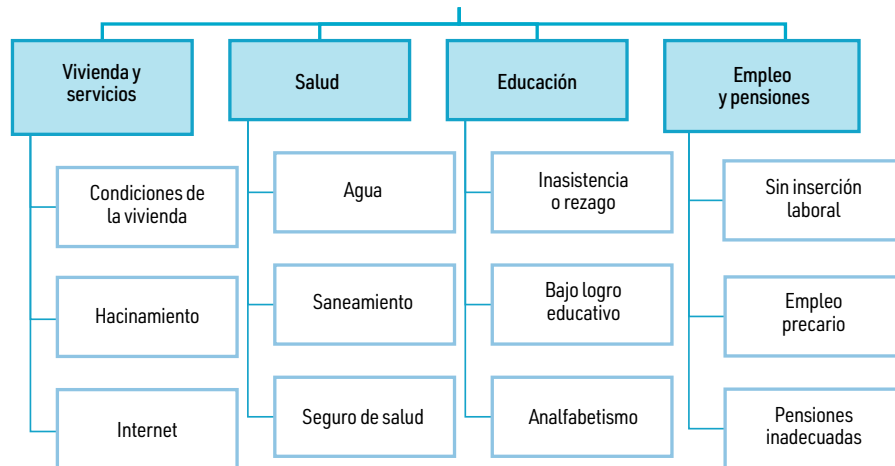 Vivienda y
servicios
Salud
Educación
Empleo
y pensiones
Condiciones de
la vivienda
Agua
Inasistencia
o rezago
Sin inserción
laboral
Hacinamiento
Saneamiento
Bajo logro
educativo
Empleo
precario
Internet
Seguro de salud
Analfabetismo
Pensiones
inadecuadas